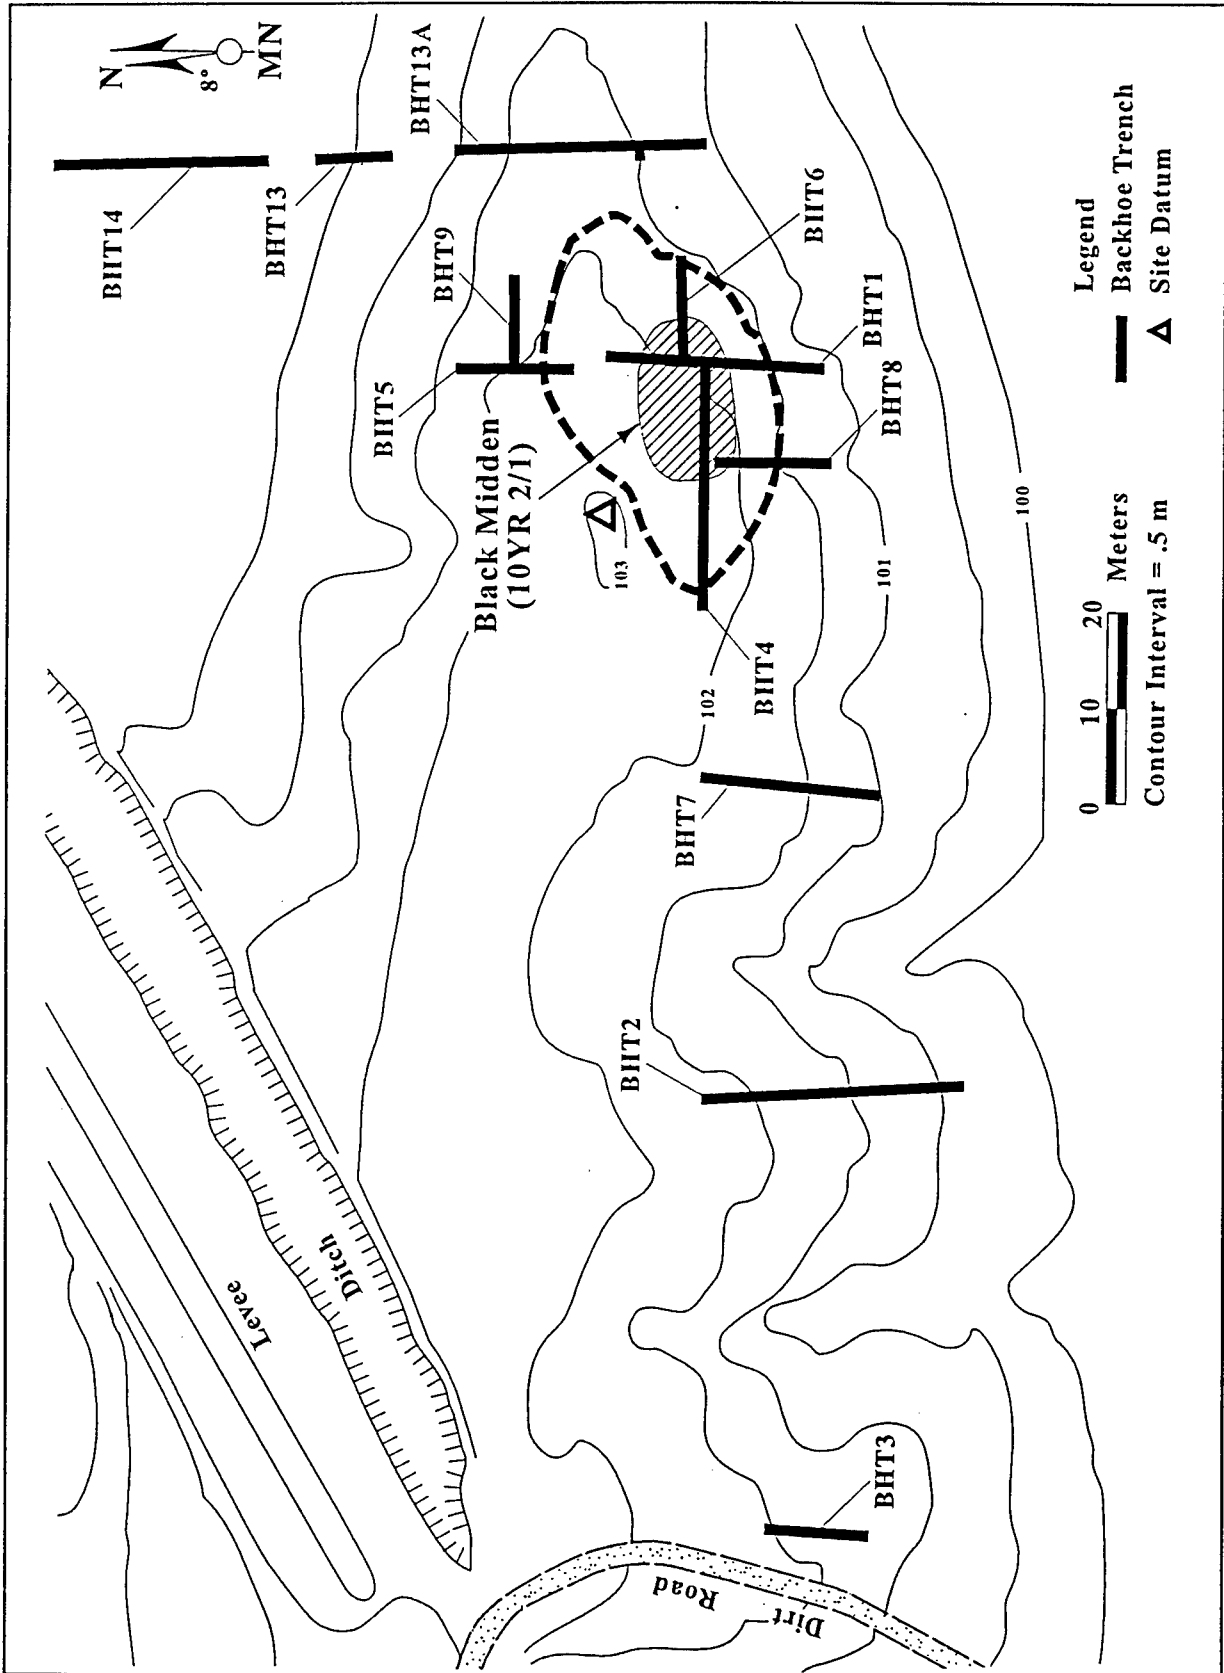 N
8°
MN
BHT14
BHT13
BHT13A
BHT9
BHT5
BHT6
BHT1
BHT8
Black Midden
(10YR 2/1)
103
102
101
100
BHT4
BHT7
BHT2
BHT3
Levee
Ditch
Dirt
Road
Legend
Backhoe Trench
Site Datum
0 10 20 Meters
Contour Interval = .5 m